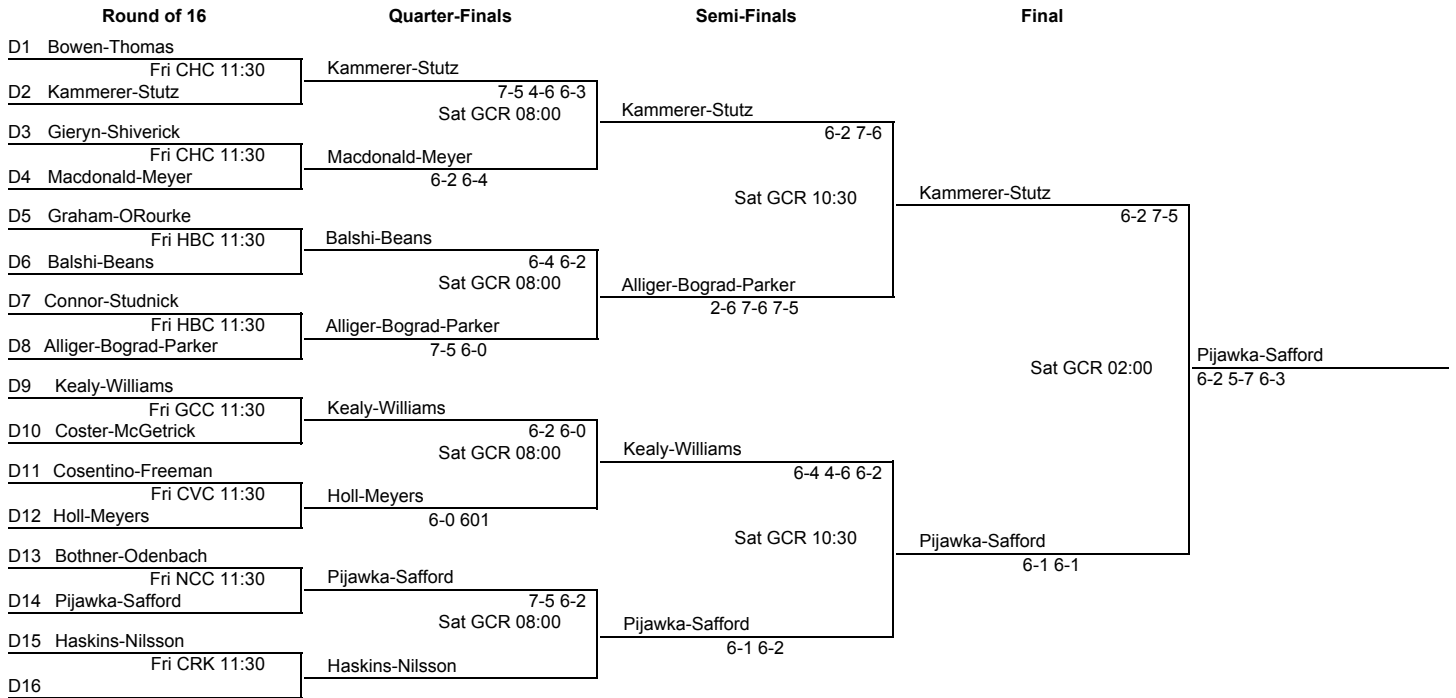 Round of 16 Quarter-Finals Semi-Finals Final
D1 Bowen-Thomas
Fri CHC 11:30
D2 Kammerer-Stutz
D3 Gieryn-Shiverick
Fri CHC 11:30
D4 Macdonald-Meyer
D5 Graham-ORourke
Fri HBC 11:30
D6 Balshi-Beans
D7 Connor-Studnick
Fri HBC 11:30
D8 Alliger-Bograd-Parker
D9 Kealy-Williams
Fri GCC 11:30
D10 Coster-McGetrick
D11 Cosentino-Freeman
Fri CVC 11:30
D12 Holl-Meyers
D13 Bothner-Odenbach
Fri NCC 11:30
D14 Pijawka-Safford
D15 Haskins-Nilsson
Fri CRK 11:30
D16
Kammerer-Stutz
7-5 4-6 6-3
Sat GCR 08:00
Macdonald-Meyer
6-2 6-4
Balshi-Beans
6-4 6-2
Sat GCR 08:00
Alliger-Bograd-Parker
7-5 6-0
Kealy-Williams
6-2 6-0
Sat GCR 08:00
Holl-Meyers
6-0 601
Pijawka-Safford
7-5 6-2
Sat GCR 08:00
Haskins-Nilsson
Kammerer-Stutz
6-2 7-6
Sat GCR 10:30
Alliger-Bograd-Parker
2-6 7-6 7-5
Kealy-Williams
6-4 4-6 6-2
Sat GCR 10:30
Pijawka-Safford
6-1 6-2
Kammerer-Stutz
6-2 7-5
Sat GCR 02:00
Pijawka-Safford
6-1 6-1
Pijawka-Safford
6-2 5-7 6-3